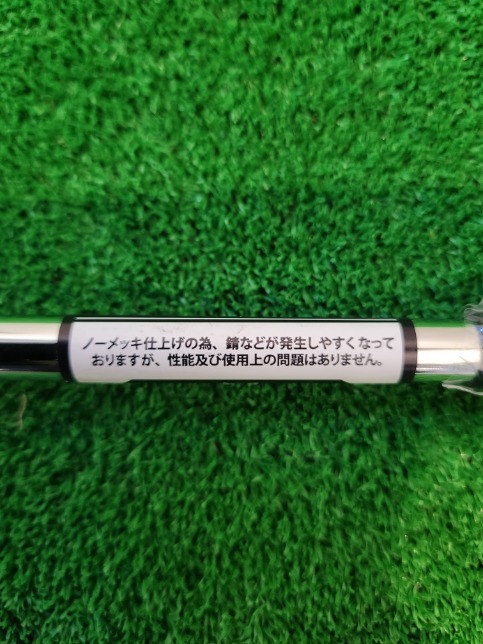 ノーメッキ仕上げの為、錆などが発生しやすくなって
おりますが、性能及び使用上の問題はありません。